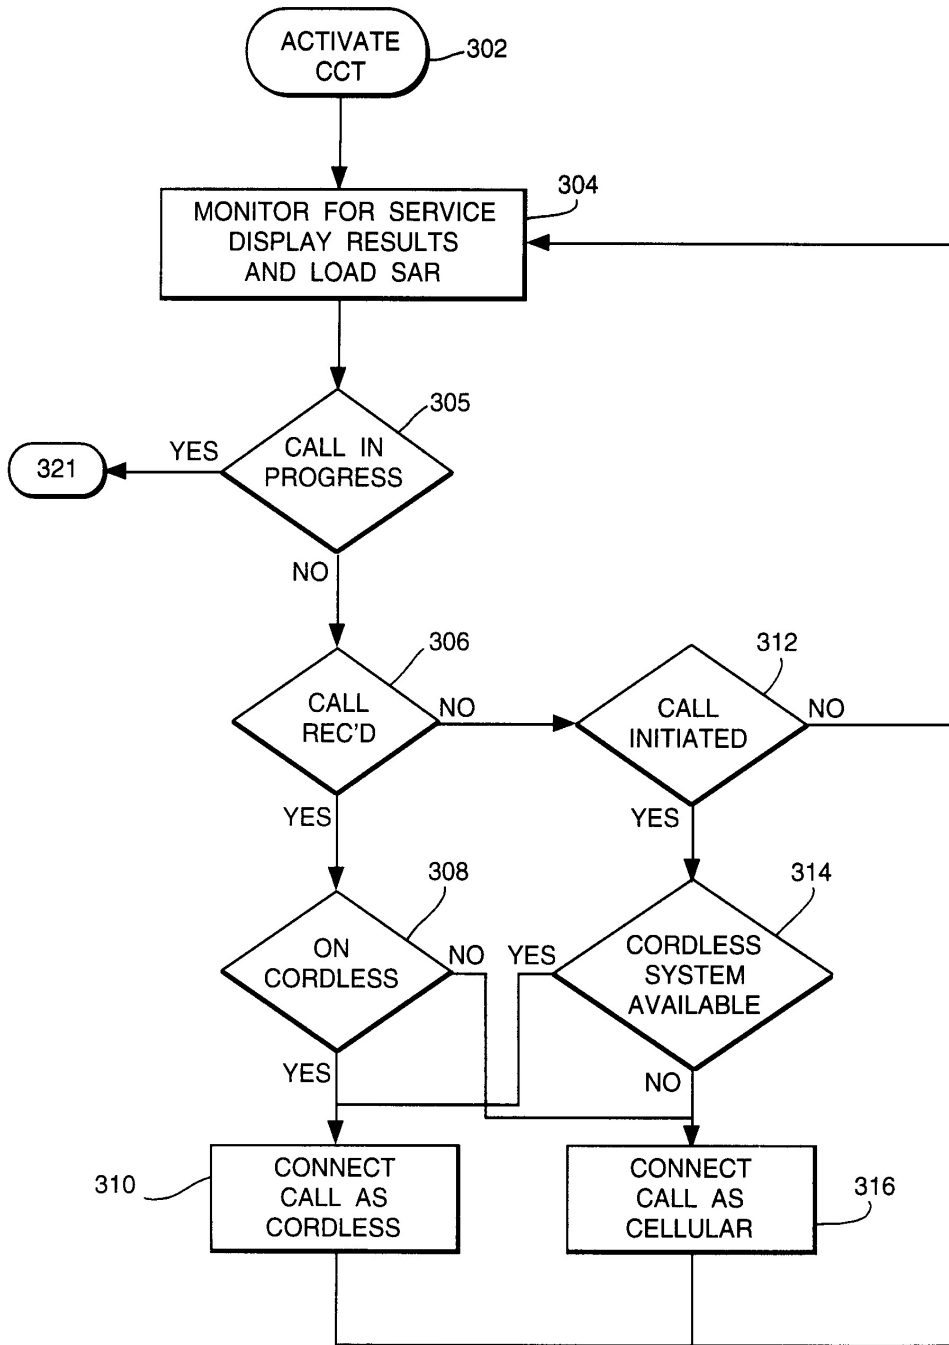 ACTIVATE
CCT
302
304
MONITOR FOR SERVICE
DISPLAY RESULTS
AND LOAD SAR
305
YES
321
CALL IN
PROGRESS
NO
306
312
CALL
REC'D
NO
CALL
INITIATED
NO
YES
YES
308
314
ON
CORDLESS
NO
YES
CORDLESS
SYSTEM
AVAILABLE
YES
NO
310
CONNECT
CALL AS
CORDLESS
CONNECT
CALL AS
CELLULAR
316